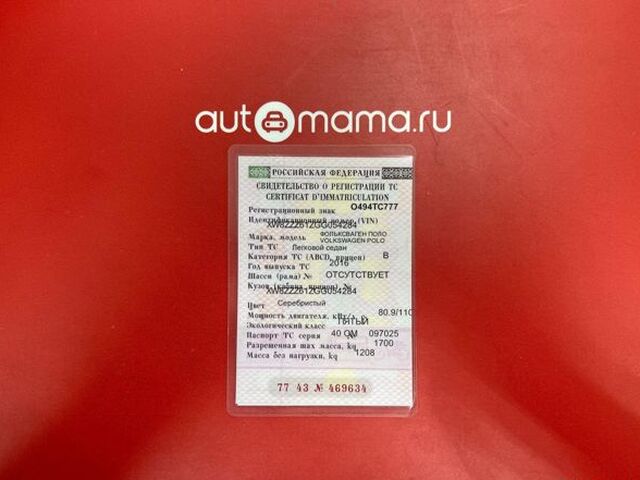 automama.ru
РОССИЙСКАЯ ФЕДЕРАЦИЯ
СВИДЕТЕЛЬСТВО О РЕГИСТРАЦИИ ТС
CERTIFICAT D'IMMATRICULATION
Регистрационный знак О494ТС777
Идентификационный номер (VIN)
XW8ZZZ61ZGG054284
Марка, модель ФОЛЬКСВАГЕН ПОЛО
VOLKSWAGEN POLO
Тип ТС Легковой седан
Категория ТС (ABCD, прицеп) B
Год выпуска ТС 2016
Шасси (рама) № ОТСУТСТВУЕТ
Кузов (кабина, прицеп) №
XW8ZZZ61ZGG054284
Цвет Серебристый
Мощность двигателя, кВт/л. с. 80.9/110
Экологический класс ПЯТЫЙ
Паспорт ТС серия 40 ОМ № 097025
Разрешенная max масса, kg 1700
Масса без нагрузки, kg 1208
77 43 № 469634